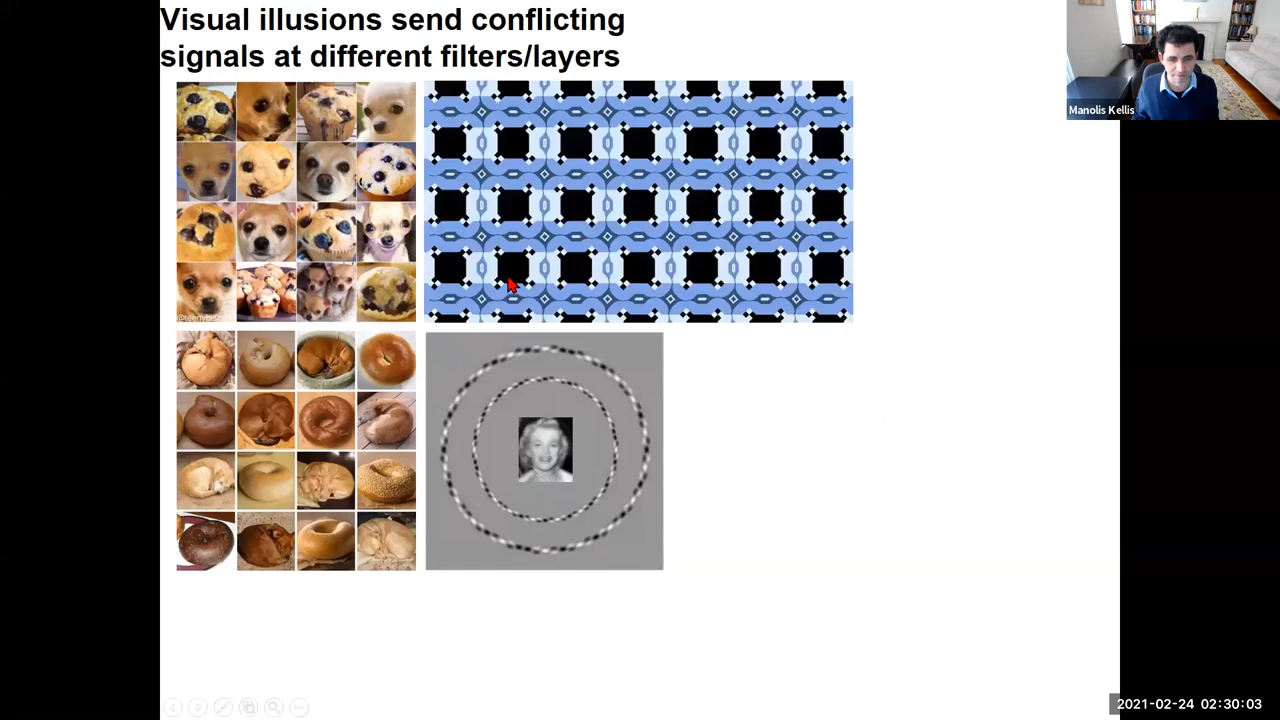 Visual illusions send conflicting
signals at different filters/layers
Manolis Kellis
2021-02-24 02:30:03